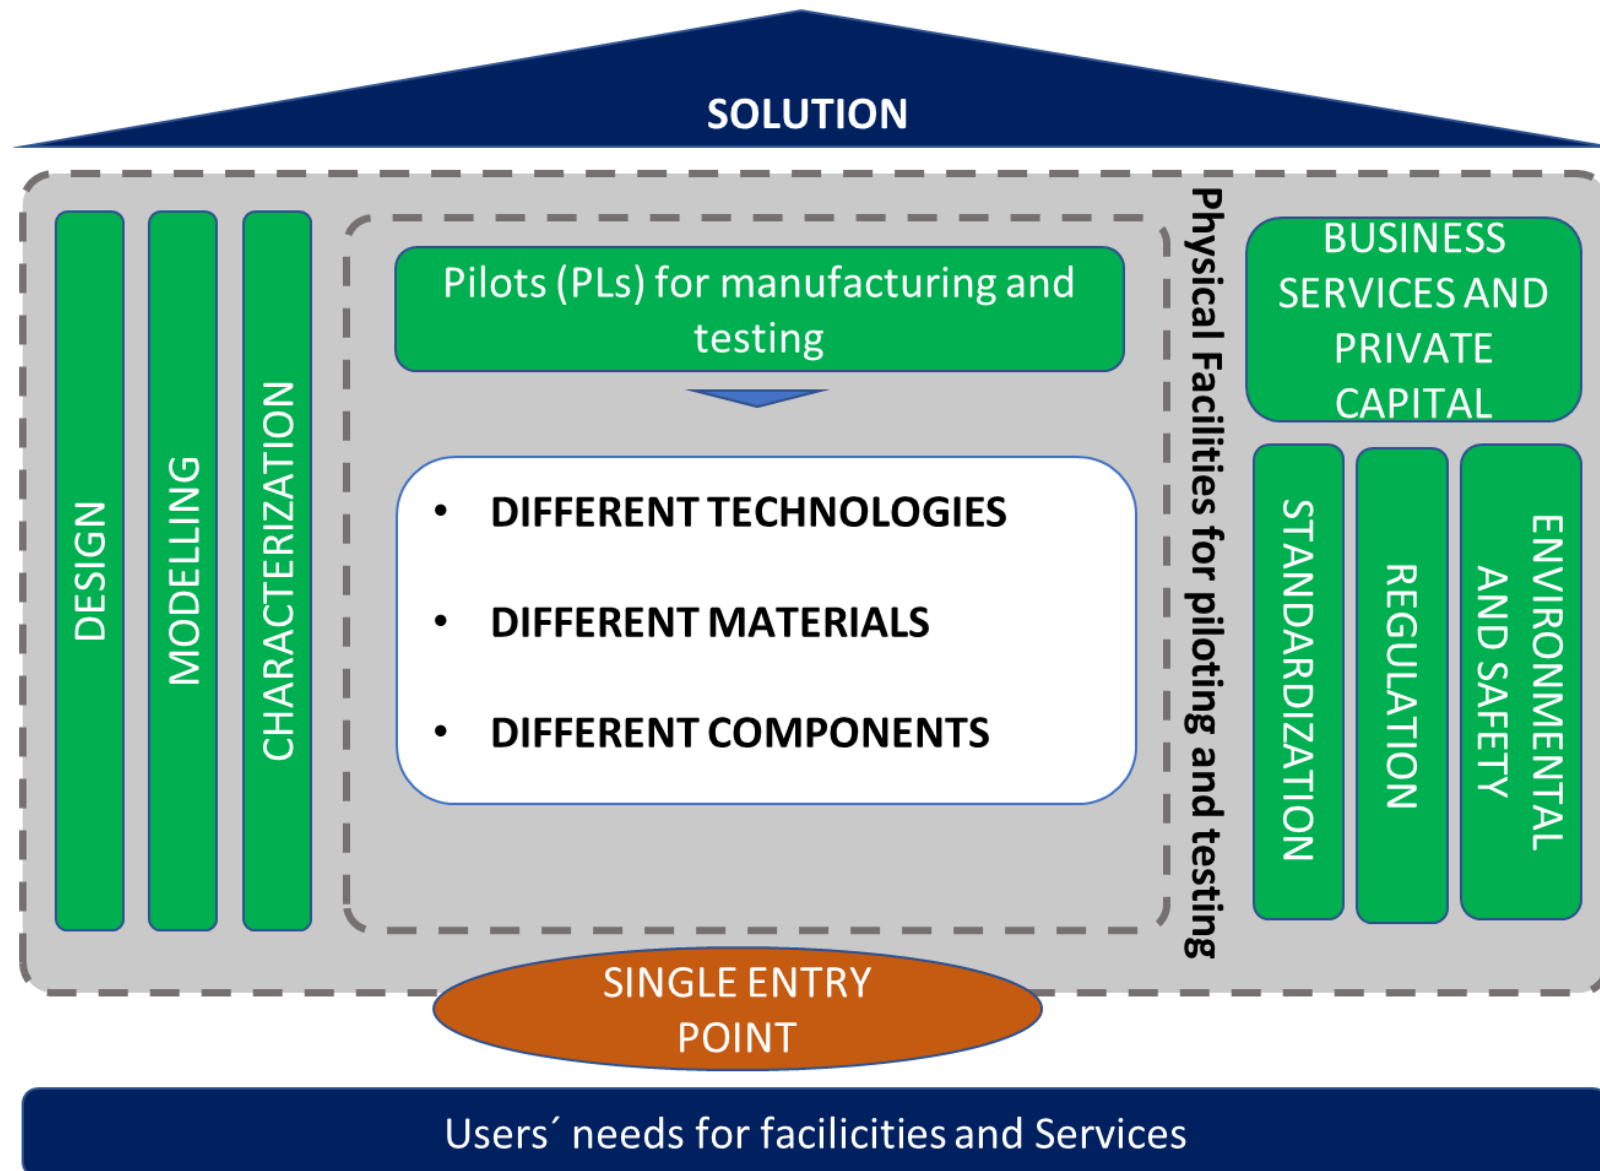 SOLUTION
DESIGN
MODELLING
CHARACTERIZATION
Pilots (PLs) for manufacturing and
testing
• DIFFERENT TECHNOLOGIES
• DIFFERENT MATERIALS
• DIFFERENT COMPONENTS
Physical Facilities for piloting and testing
BUSINESS
SERVICES AND
PRIVATE
CAPITAL
STANDARDIZATION
REGULATION
ENVIRONMENTAL
AND SAFETY
SINGLE ENTRY
POINT
Users´ needs for facilicities and Services